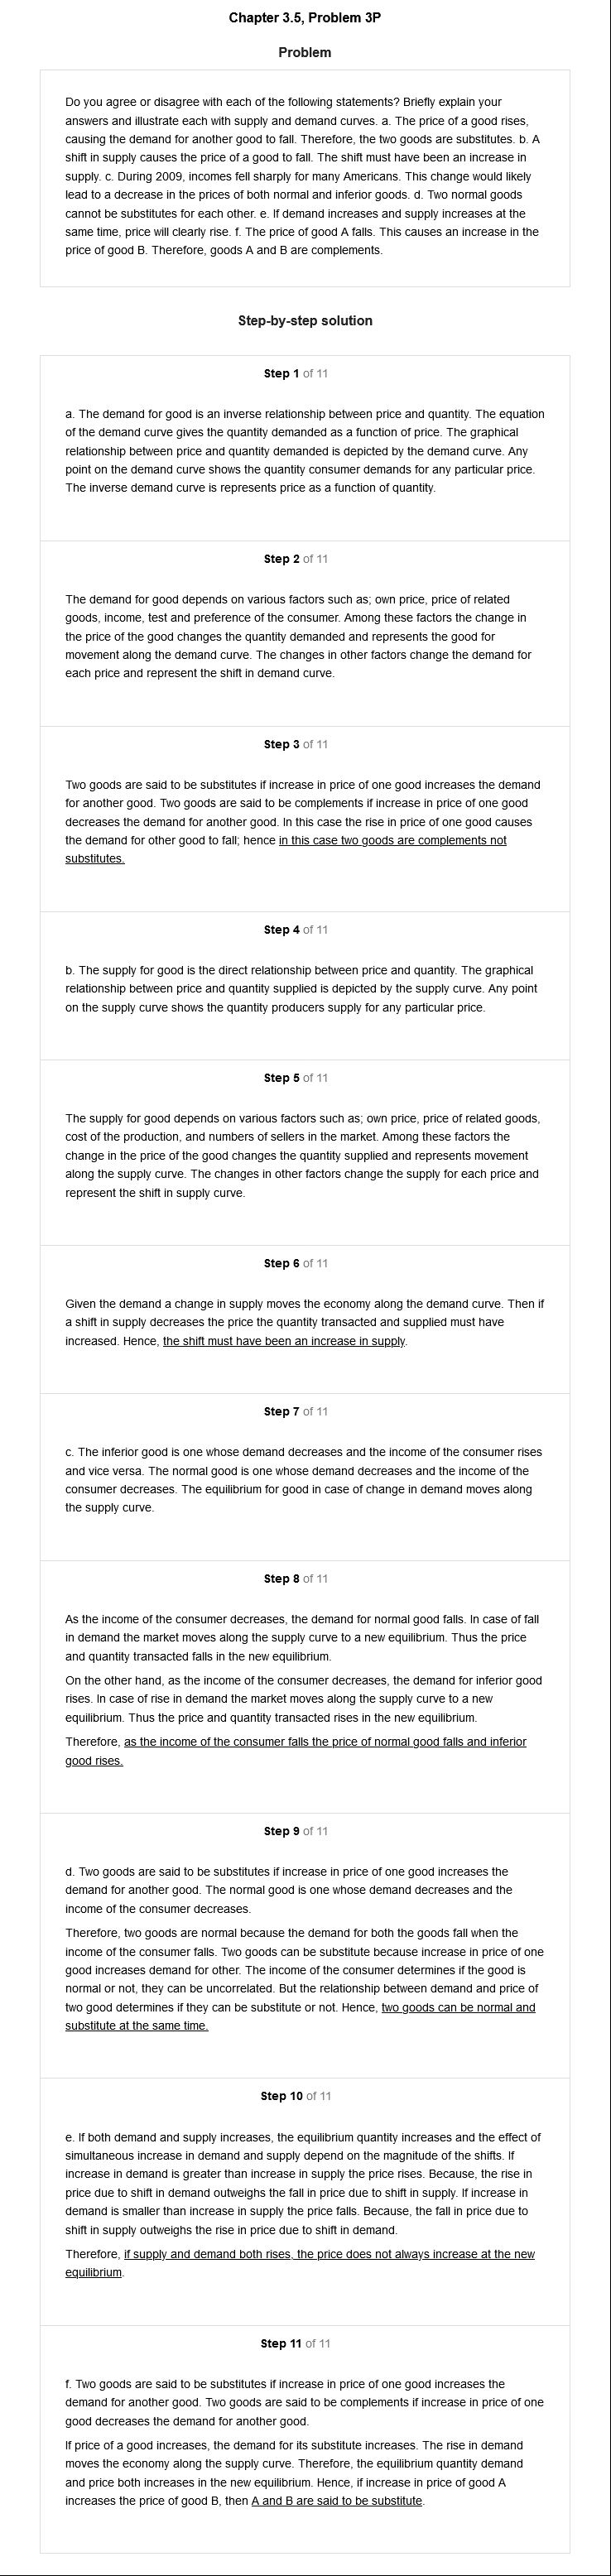 Chapter 3.5, Problem 3P
Problem
Do you agree or disagree with each of the following statements? Briefly explain your
answers and illustrate each with supply and demand curves. a. The price of a good rises,
causing the demand for another good to fall. Therefore, the two goods are substitutes. b. A
shift in supply causes the price of a good to fall. The shift must have been an increase in
supply. c. During 2009, incomes fell sharply for many Americans. This change would likely
lead to a decrease in the prices of both normal and inferior goods. d. Two normal goods
cannot be substitutes for each other. e. If demand increases and supply increases at the
same time, price will clearly rise. f. The price of good A falls. This causes an increase in the
price of good B. Therefore, goods A and B are complements.
Step-by-step solution
Step 1 of 11
a. The demand for good is an inverse relationship between price and quantity. The equation
of the demand curve gives the quantity demanded as a function of price. The graphical
relationship between price and quantity demanded is depicted by the demand curve. Any
point on the demand curve shows the quantity consumer demands for any particular price.
The inverse demand curve is represents price as a function of quantity.
Step 2 of 11
The demand for good depends on various factors such as; own price, price of related
goods, income, test and preference of the consumer. Among these factors the change in
the price of the good changes the quantity demanded and represents the good for
movement along the demand curve. The changes in other factors change the demand for
each price and represent the shift in demand curve.
Step 3 of 11
Two goods are said to be substitutes if increase in price of one good increases the demand
for another good. Two goods are said to be complements if increase in price of one good
decreases the demand for another good. In this case the rise in price of one good causes
the demand for other good to fall; hence in this case two goods are complements not
substitutes.
Step 4 of 11
b. The supply for good is the direct relationship between price and quantity. The graphical
relationship between price and quantity supplied is depicted by the supply curve. Any point
on the supply curve shows the quantity producers supply for any particular price.
Step 5 of 11
The supply for good depends on various factors such as; own price, price of related goods,
cost of the production, and numbers of sellers in the market. Among these factors the
change in the price of the good changes the quantity supplied and represents movement
along the supply curve. The changes in other factors change the supply for each price and
represent the shift in supply curve.
Step 6 of 11
Given the demand a change in supply moves the economy along the demand curve. Then if
a shift in supply decreases the price the quantity transacted and supplied must have
increased. Hence, the shift must have been an increase in supply.
Step 7 of 11
c. The inferior good is one whose demand decreases and the income of the consumer rises
and vice versa. The normal good is one whose demand decreases and the income of the
consumer decreases. The equilibrium for good in case of change in demand moves along
the supply curve.
Step 8 of 11
As the income of the consumer decreases, the demand for normal good falls. In case of fall
in demand the market moves along the supply curve to a new equilibrium. Thus the price
and quantity transacted falls in the new equilibrium.
On the other hand, as the income of the consumer decreases, the demand for inferior good
rises. In case of rise in demand the market moves along the supply curve to a new
equilibrium. Thus the price and quantity transacted rises in the new equilibrium.
Therefore, as the income of the consumer falls the price of normal good falls and inferior
good rises.
Step 9 of 11
d. Two goods are said to be substitutes if increase in price of one good increases the
demand for another good. The normal good is one whose demand decreases and the
income of the consumer decreases.
Therefore, two goods are normal because the demand for both the goods fall when the
income of the consumer falls. Two goods can be substitute because increase in price of one
good increases demand for other. The income of the consumer determines if the good is
normal or not, they can be uncorrelated. But the relationship between demand and price of
two good determines if they can be substitute or not. Hence, two goods can be normal and
substitute at the same time.
Step 10 of 11
e. If both demand and supply increases, the equilibrium quantity increases and the effect of
simultaneous increase in demand and supply depend on the magnitude of the shifts. If
increase in demand is greater than increase in supply the price rises. Because, the rise in
price due to shift in demand outweighs the fall in price due to shift in supply. If increase in
demand is smaller than increase in supply the price falls. Because, the fall in price due to
shift in supply outweighs the rise in price due to shift in demand.
Therefore, if supply and demand both rises, the price does not always increase at the new
equilibrium.
Step 11 of 11
f. Two goods are said to be substitutes if increase in price of one good increases the
demand for another good. Two goods are said to be complements if increase in price of one
good decreases the demand for another good.
If price of a good increases, the demand for its substitute increases. The rise in demand
moves the economy along the supply curve. Therefore, the equilibrium quantity demand
and price both increases in the new equilibrium. Hence, if increase in price of good A
increases the price of good B, then A and B are said to be substitute.